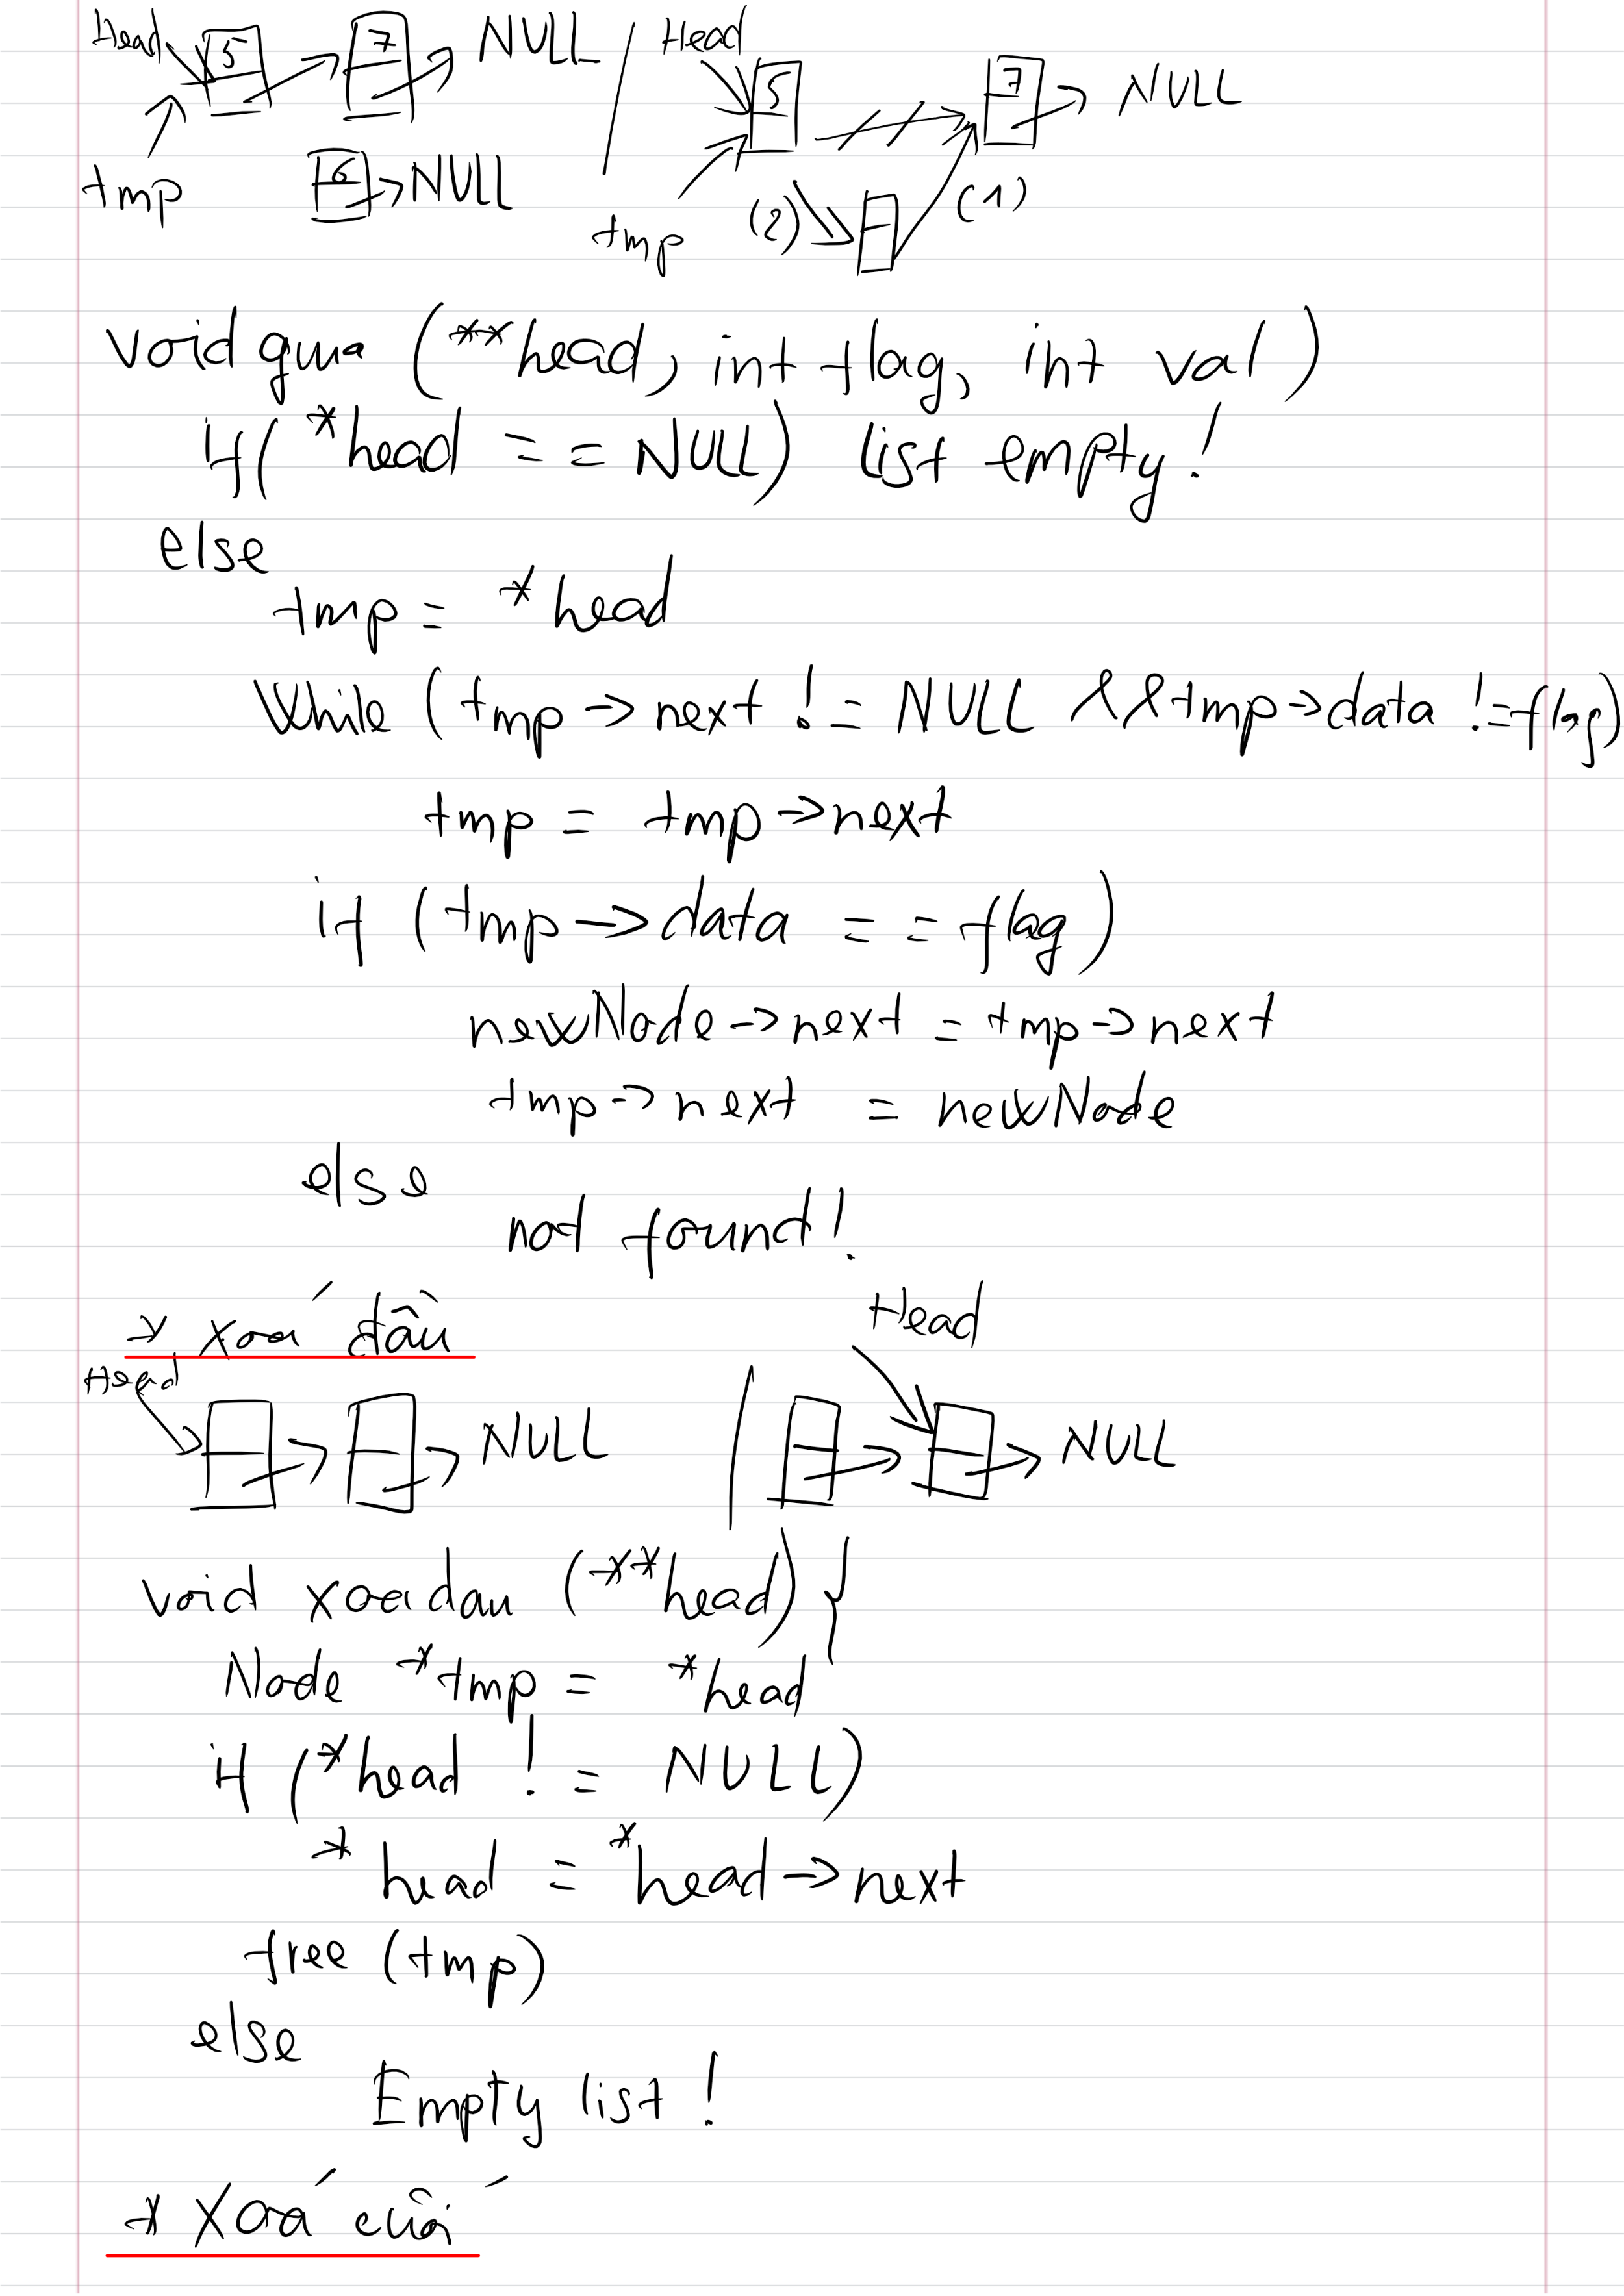 Head 5 7 NULL / Head 5 7 NULL
tmp 6 NULL tmp (2) (1)
void giua (**head, int flag, int val)
if (*head == NULL) list empty!
else
tmp = *head
While (tmp->next != NULL && tmp->data != flag)
tmp = tmp->next
if (tmp->data == flag)
newNode->next = tmp->next
tmp->next = newNode
else
not found!
* Xoá đầu
Head NULL Head NULL
void xoadau (**head) {
Node *tmp = *head
if (*head != NULL)
*head = *head->next
free (tmp)
else
Empty list!
* Xoá cuối